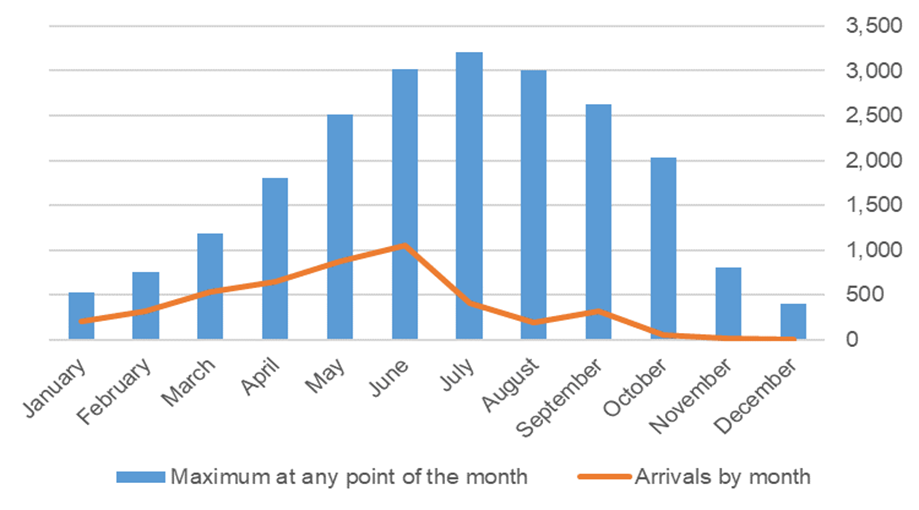 3,500
3,000
2,500
2,000
1,500
1,000
500
0
January
February
March
April
May
June
July
August
September
October
November
December
Maximum at any point of the month
Arrivals by month